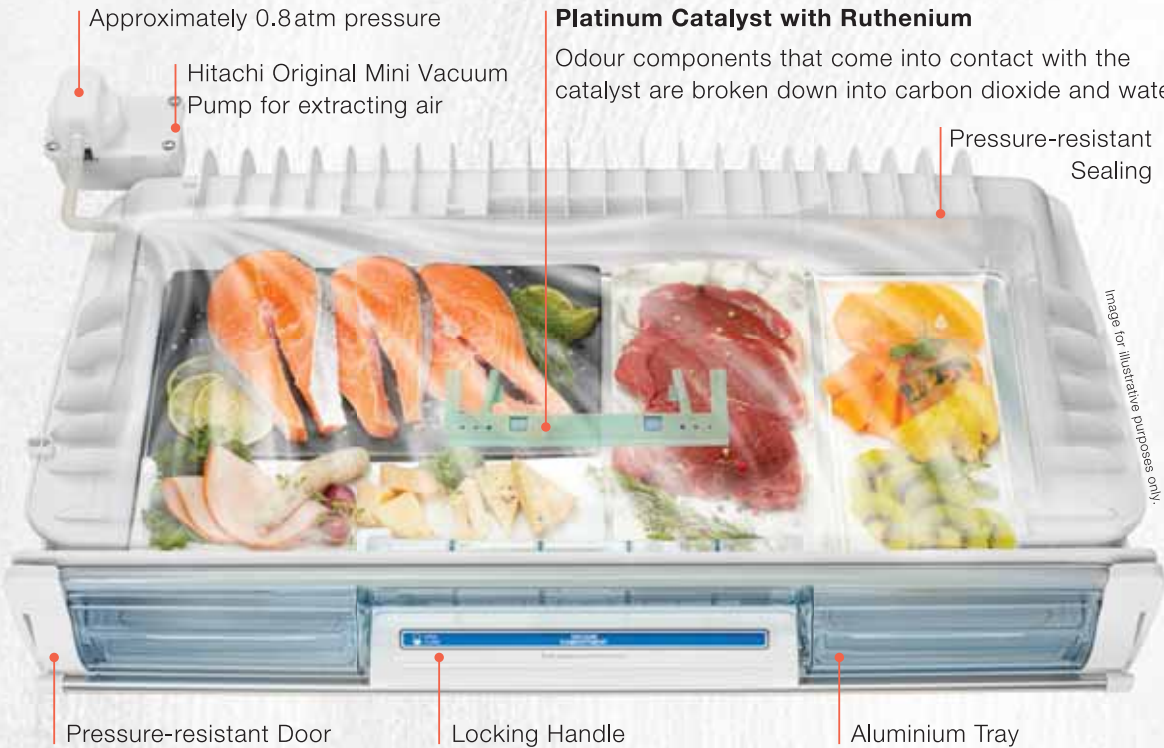 Approximately 0.8 atm pressure
Hitachi Original Mini Vacuum
Pump for extracting air
Platinum Catalyst with Ruthenium
Odour components that come into contact with the
catalyst are broken down into carbon dioxide and wate
Pressure-resistant
Sealing
Image for illustrative purposes only.
VACUUM
COMPARTMENT
Pressure-resistant Door
Locking Handle
Aluminium Tray